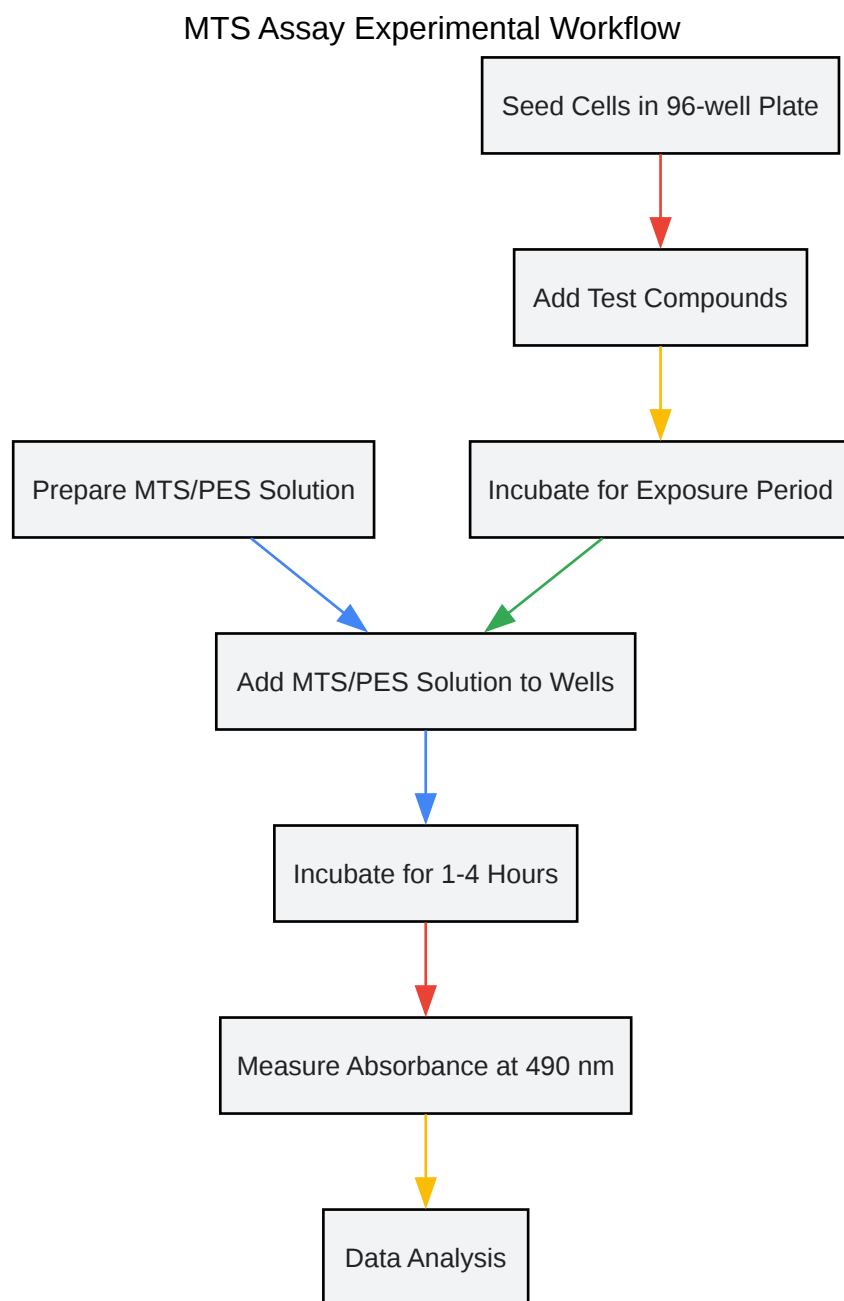 MTS Assay Experimental Workflow
Seed Cells in 96-well Plate
Add Test Compounds
Prepare MTS/PES Solution
Incubate for Exposure Period
Add MTS/PES Solution to Wells
Incubate for 1-4 Hours
Measure Absorbance at 490 nm
Data Analysis